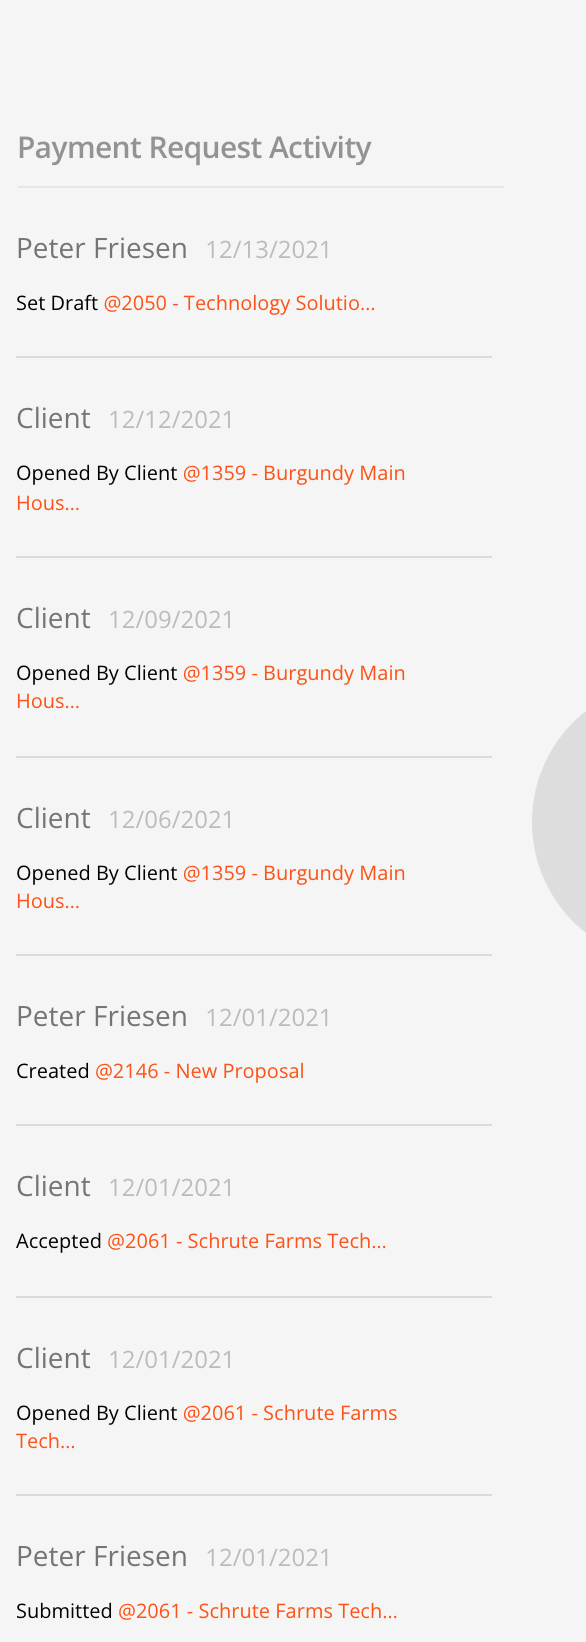 Payment Request Activity
Peter Friesen 12/13/2021
Set Draft @2050 - Technology Solutio...
Client 12/12/2021
Opened By Client @1359 - Burgundy Main
Hous...
Client 12/09/2021
Opened By Client @1359 - Burgundy Main
Hous...
Client 12/06/2021
Opened By Client @1359 - Burgundy Main
Hous...
Peter Friesen 12/01/2021
Created @2146 - New Proposal
Client 12/01/2021
Accepted @2061 - Schrute Farms Tech...
Client 12/01/2021
Opened By Client @2061 - Schrute Farms
Tech...
Peter Friesen 12/01/2021
Submitted @2061 - Schrute Farms Tech...